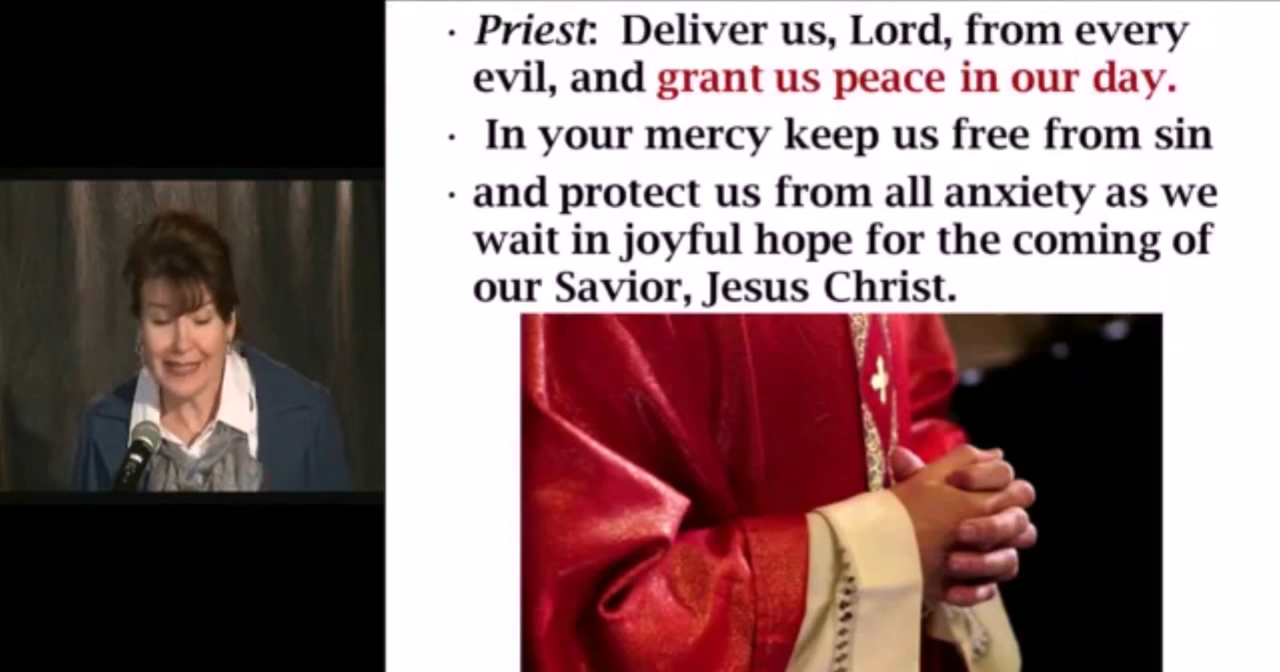 · Priest: Deliver us, Lord, from every
evil, and grant us peace in our day.
· In your mercy keep us free from sin
· and protect us from all anxiety as we
wait in joyful hope for the coming of
our Savior, Jesus Christ.